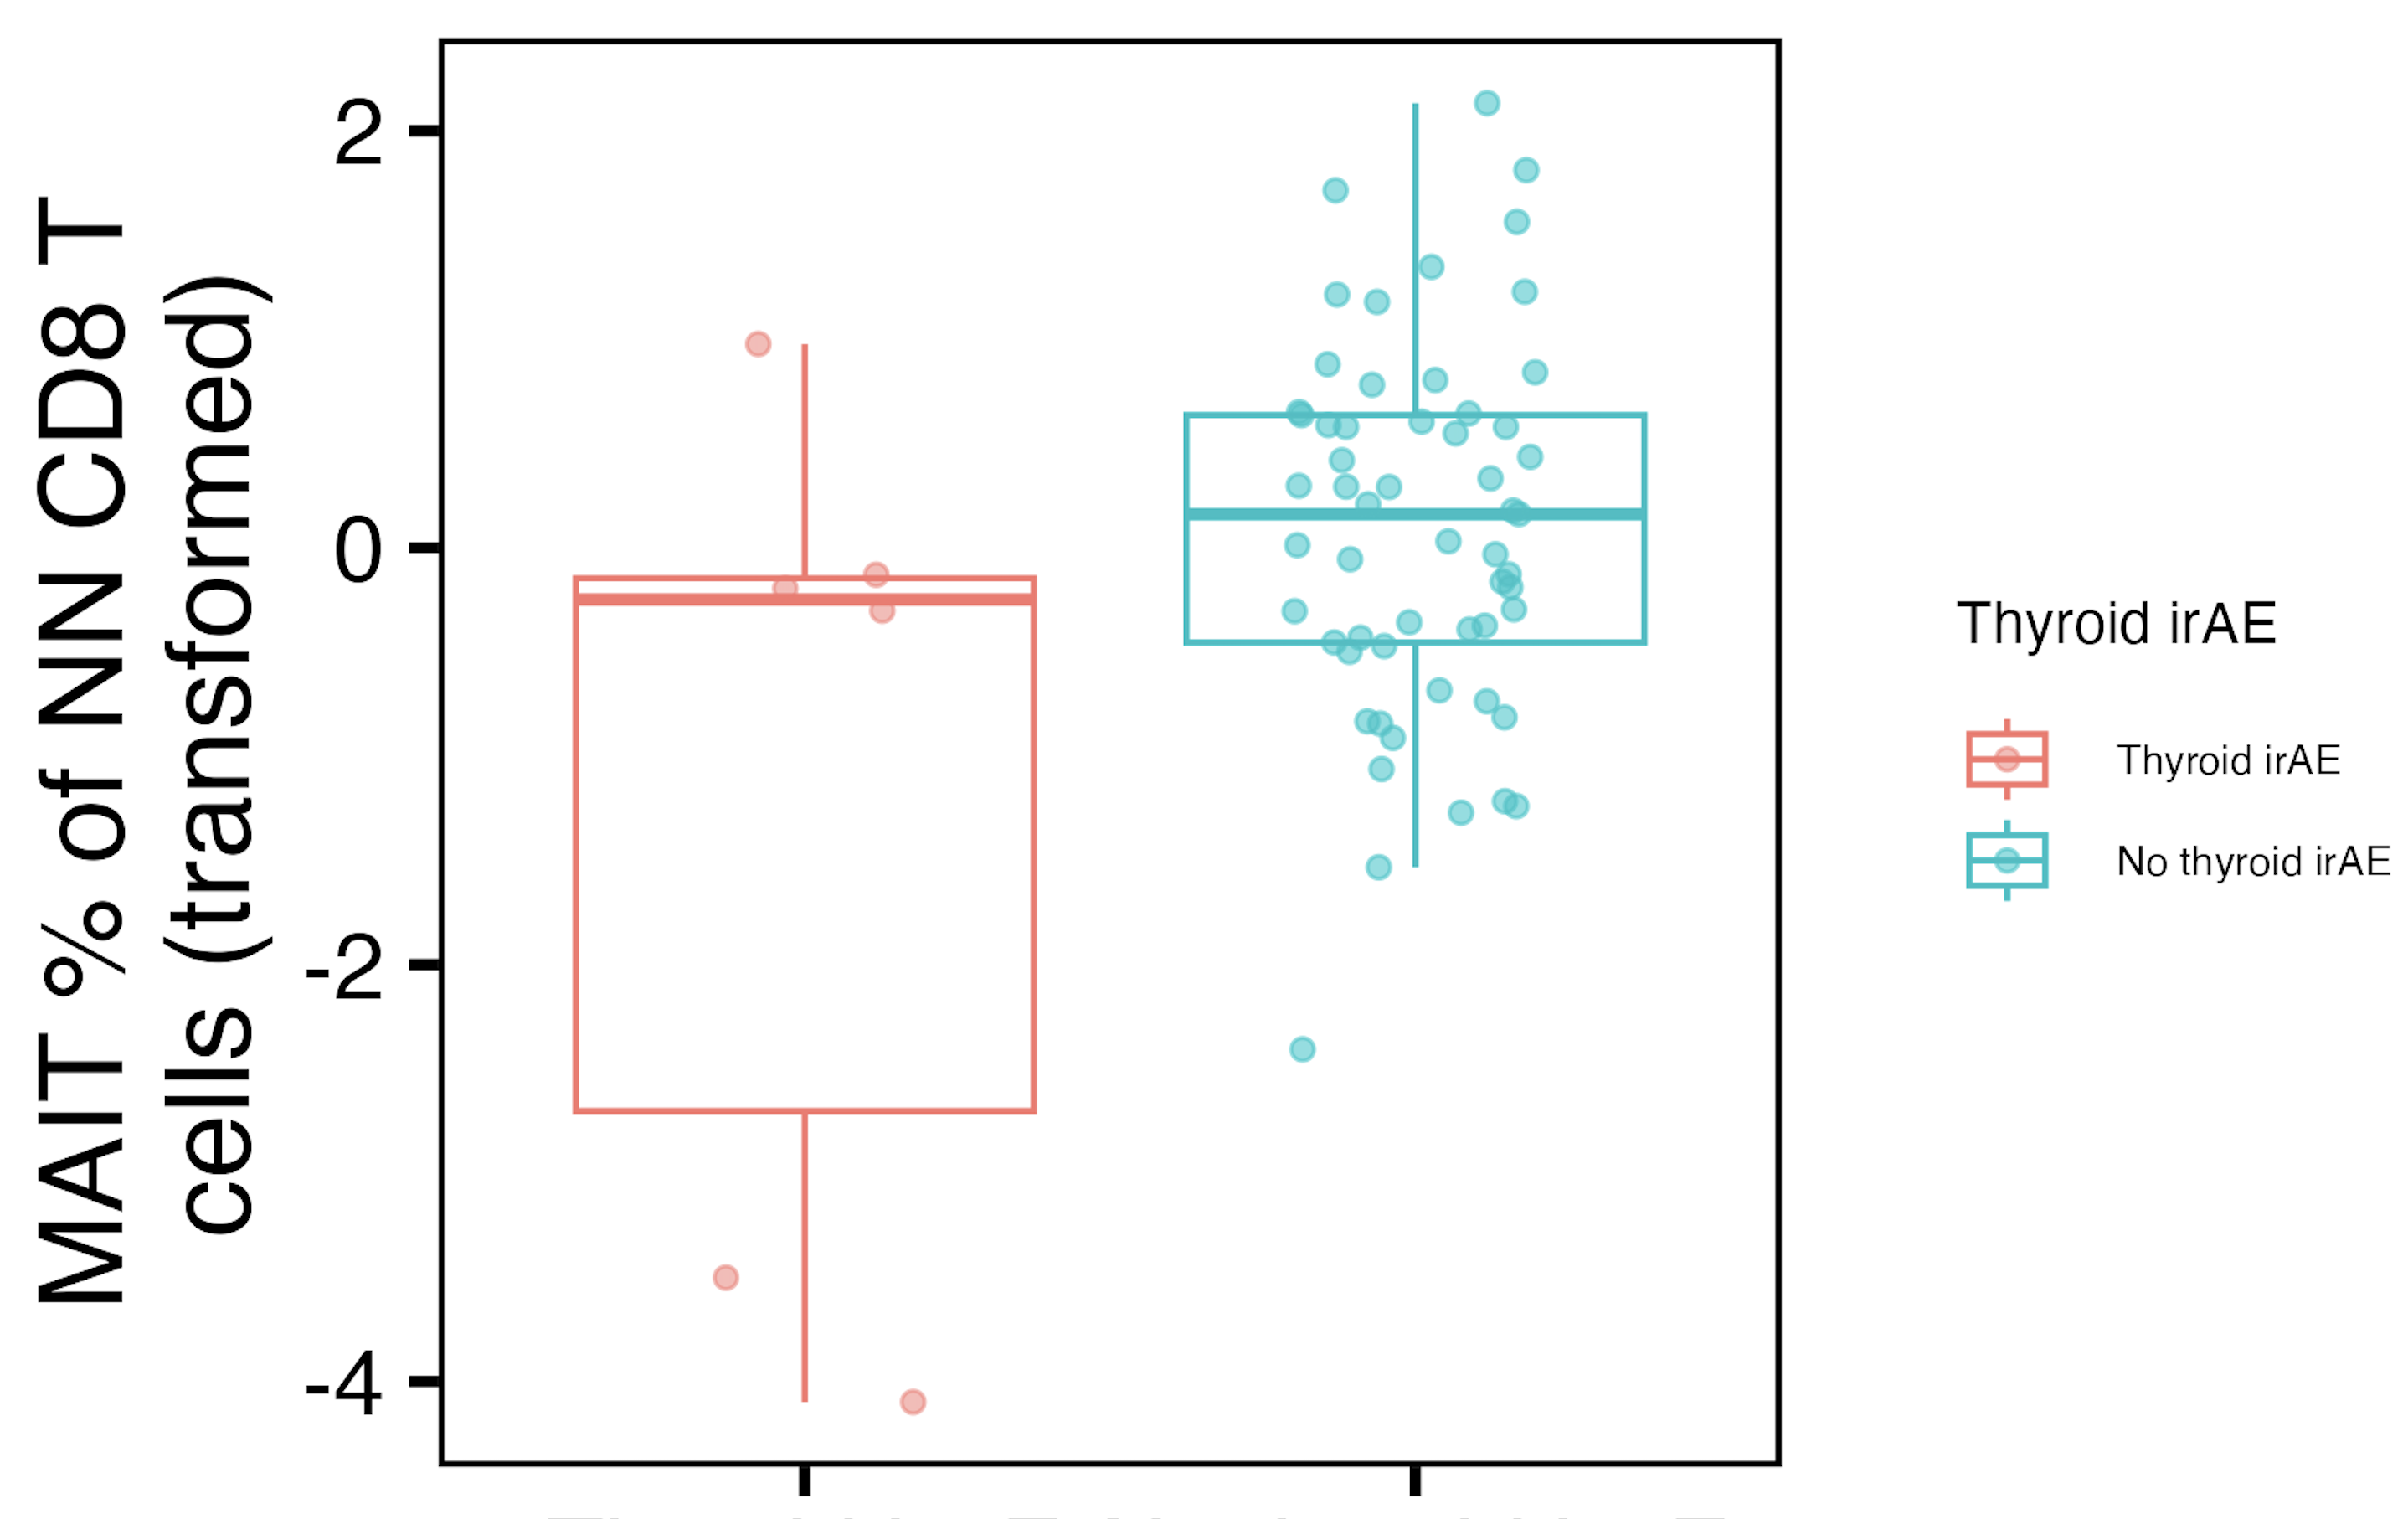 MAIT % of NN CD8 T
cells (transformed)
2
0
-2
-4
Thyroid irAE
Thyroid irAE
No thyroid irAE